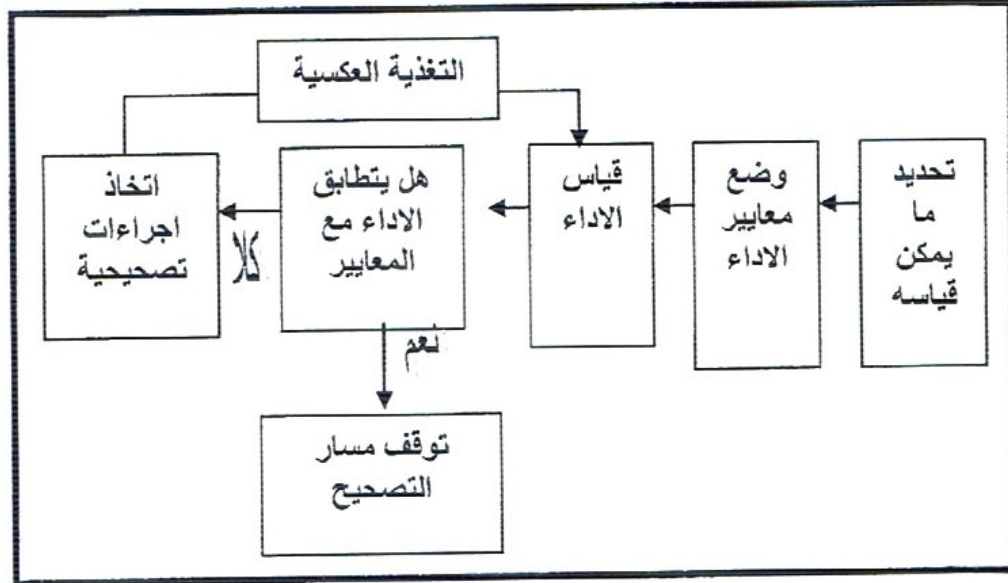 التغذية العكسية
تحديد
ما
يمكن
قياسه
وضع
معايير
الاداء
قياس
الاداء
هل يتطابق
الاداء مع
المعايير
كلا
اتخاذ
اجراءات
تصحيحية
نعم
توقف مسار
التصحيح